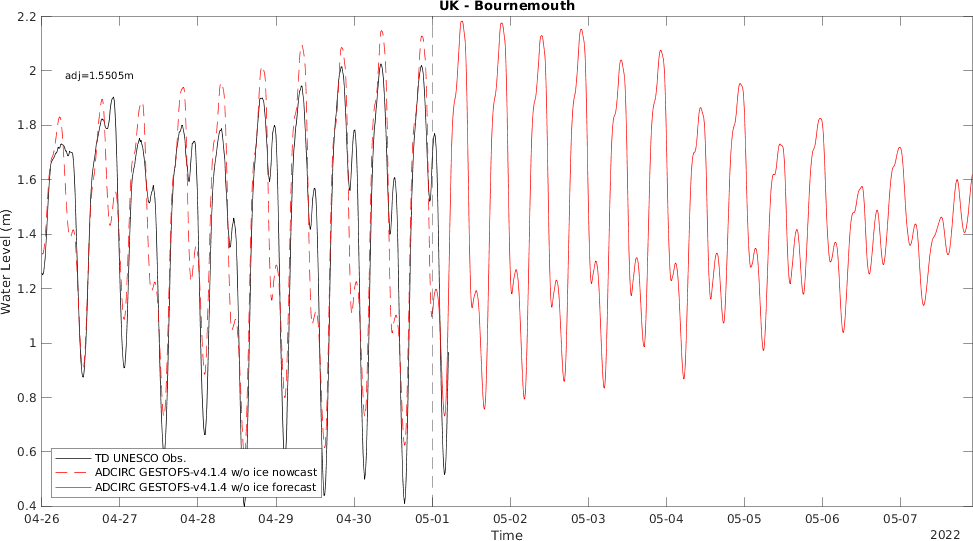 UK - Bournemouth
adj=1.5505m
Water Level (m)
2.2
2
1.8
1.6
1.4
1.2
1
0.8
0.6
0.4
TD UNESCO Obs.
ADCIRC GESTOFS-v4.1.4 w/o ice nowcast
ADCIRC GESTOFS-v4.1.4 w/o ice forecast
04-26 04-27 04-28 04-29 04-30 05-01 05-02 05-03 05-04 05-05 05-06 05-07
Time
2022